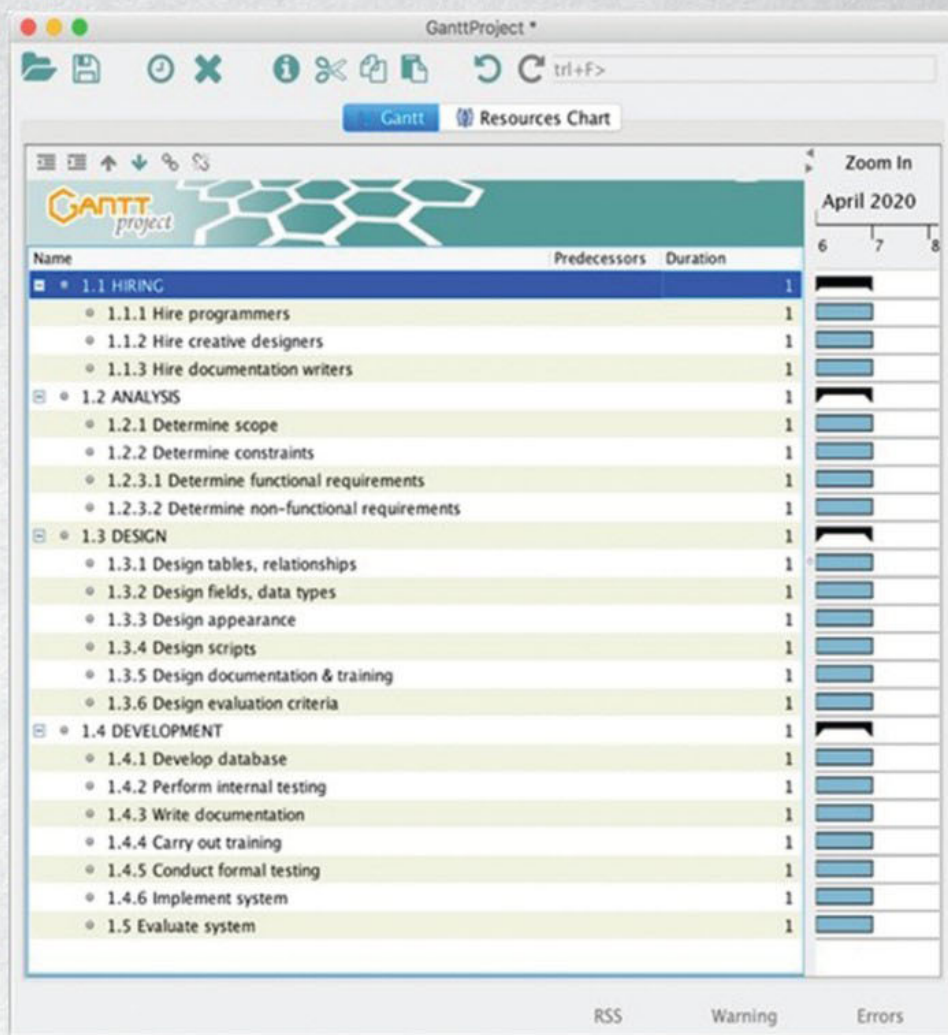 GanttProject *
trl+F>
Gantt Resources Chart
Zoom In
GANTT project
April 2020
6 7 8
Name Predecessors Duration
1.1 HIRING 1
1.1.1 Hire programmers 1
1.1.2 Hire creative designers 1
1.1.3 Hire documentation writers 1
1.2 ANALYSIS 1
1.2.1 Determine scope 1
1.2.2 Determine constraints 1
1.2.3.1 Determine functional requirements 1
1.2.3.2 Determine non-functional requirements 1
1.3 DESIGN 1
1.3.1 Design tables, relationships 1
1.3.2 Design fields, data types 1
1.3.3 Design appearance 1
1.3.4 Design scripts 1
1.3.5 Design documentation & training 1
1.3.6 Design evaluation criteria 1
1.4 DEVELOPMENT 1
1.4.1 Develop database 1
1.4.2 Perform internal testing 1
1.4.3 Write documentation 1
1.4.4 Carry out training 1
1.4.5 Conduct formal testing 1
1.4.6 Implement system 1
1.5 Evaluate system 1
RSS Warning Errors